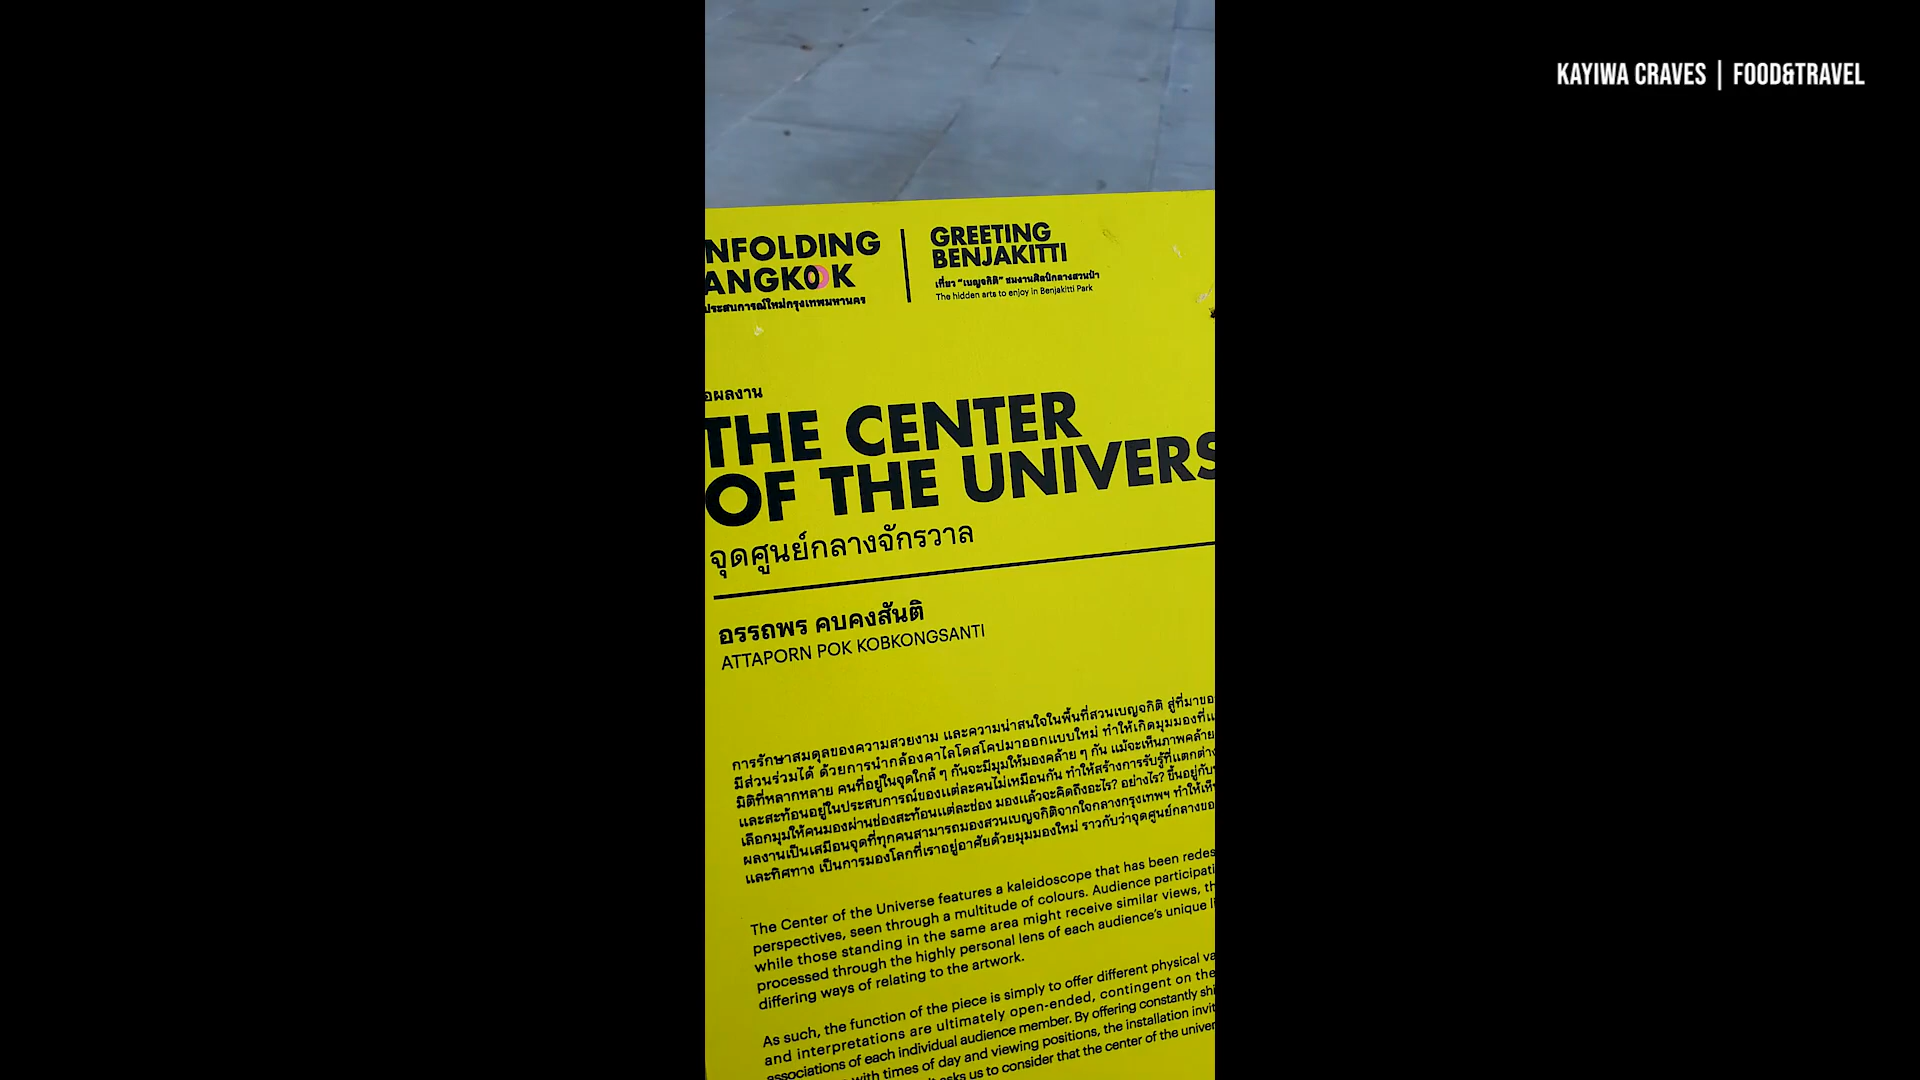 KAYIWA CRAVES | FOOD&TRAVEL
NFOLDING
ANGKOK
ประสบการณ์ใหม่กรุงเทพมหานคร
GREETING
BENJAKITTI
เที่ยว “เบญจกิติ” ชมงานศิลป์กลางสวนป่า
The hidden arts to enjoy in Benjakitti Park
อผลงาน
THE CENTER
OF THE UNIVERS
จุดศูนย์กลางจักรวาล
อรรถพร คบคงสันติ
ATTAPORN POK KOBKONGSANTI
การรักษาสมดุลของความสวยงาม และความน่าสนใจในพื้นที่สวนเบญจกิติ สู่ที่มาขอ
มีส่วนร่วมได้ ด้วยการนำกล้องคาไลโดสโคปมาออกแบบใหม่ ทำให้เกิดมุมมองที่แ
มิติที่หลากหลาย คนที่อยู่ในจุดใกล้ ๆ กันจะมีมุมให้มองคล้าย ๆ กัน แม้จะเห็นภาพคล้าย
และสะท้อนอยู่ในประสบการณ์ของแต่ละคนไม่เหมือนกัน ทำให้สร้างการรับรู้ที่แตกต่าง
เลือกมุมให้คนมองผ่านช่องสะท้อนแต่ละช่อง มองแล้วจะคิดถึงอะไร? อย่างไร? ขึ้นอยู่กับ
ผลงานเป็นเสมือนจุดที่ทุกคนสามารถมองสวนเบญจกิติจากใจกลางกรุงเทพฯ ทำให้เห็
และทิศทาง เป็นการมองโลกที่เราอยู่อาศัยด้วยมุมมองใหม่ ราวกับว่าจุดศูนย์กลางขอ
The Center of the Universe features a kaleidoscope that has been redes
perspectives, seen through a multitude of colours. Audience participati
while those standing in the same area might receive similar views, th
processed through the highly personal lens of each audience's unique li
differing ways of relating to the artwork.
As such, the function of the piece is simply to offer different physical va
and interpretations are ultimately open-ended, contingent on the
associations of each individual audience member. By offering constantly shi
with times of day and viewing positions, the installation invit
asks us to consider that the center of the univer